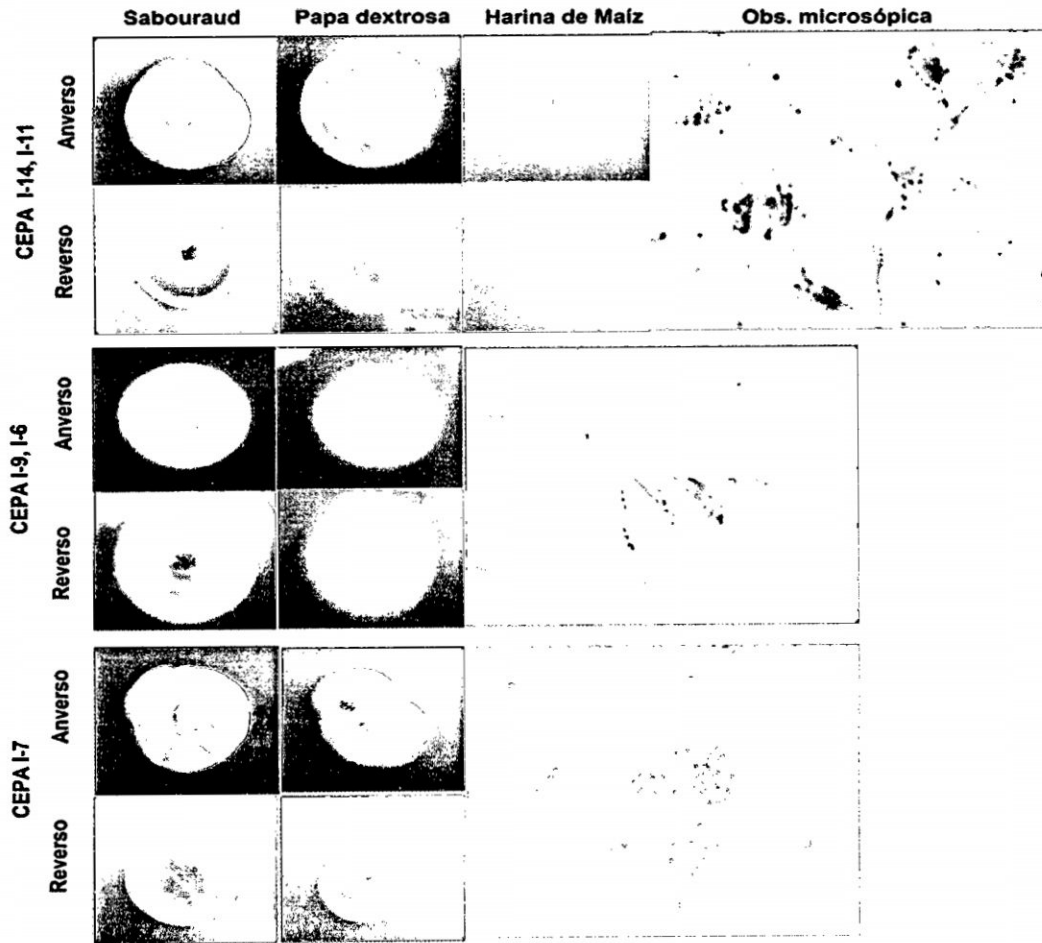 Sabouraud Papa dextrosa Harina de Maíz Obs. microsópica
CEPA I-14, I-11
Anverso
Reverso
CEPA I-9, I-6
Anverso
Reverso
CEPA I-7
Anverso
Reverso